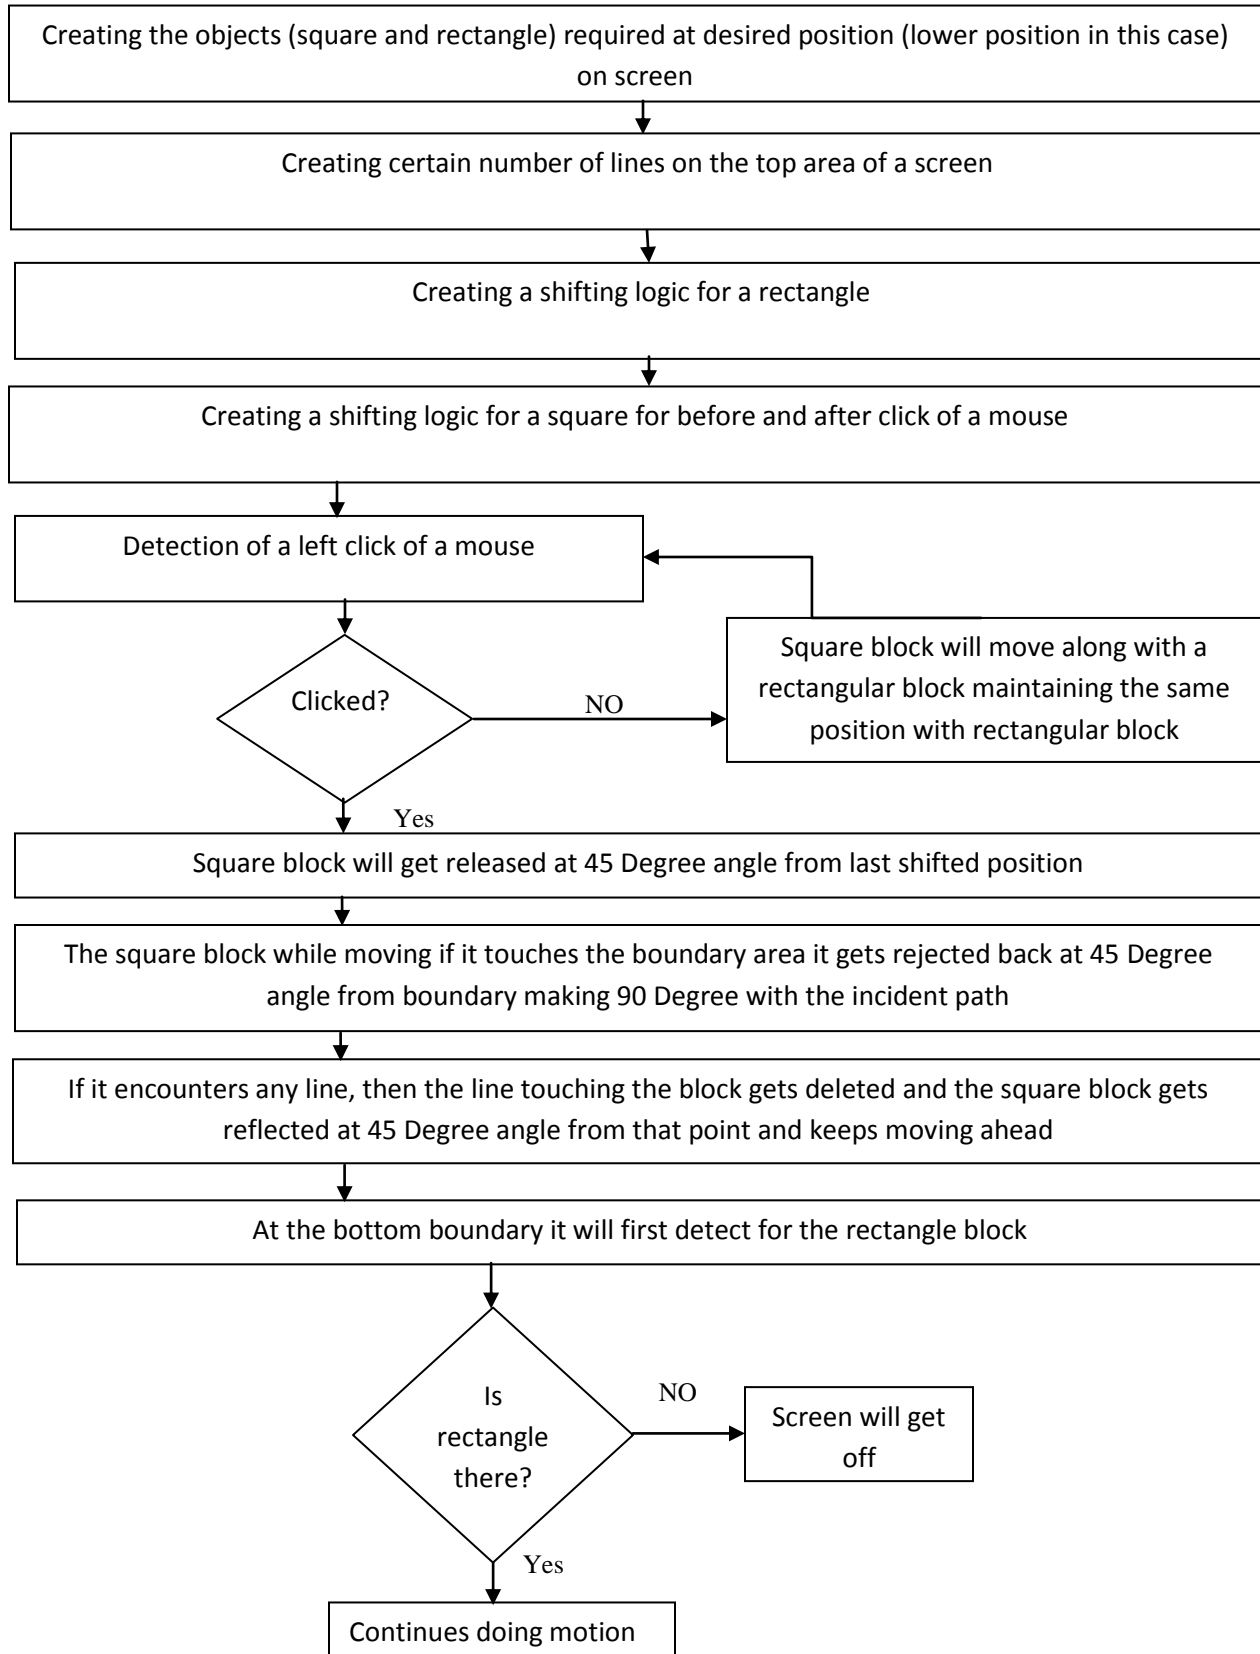 Creating the objects (square and rectangle) required at desired position (lower position in this case)
on screen
Creating certain number of lines on the top area of a screen
Creating a shifting logic for a rectangle
Creating a shifting logic for a square for before and after click of a mouse
Detection of a left click of a mouse
Clicked?
NO
Square block will move along with a
rectangular block maintaining the same
position with rectangular block
Yes
Square block will get released at 45 Degree angle from last shifted position
The square block while moving if it touches the boundary area it gets rejected back at 45 Degree
angle from boundary making 90 Degree with the incident path
If it encounters any line, then the line touching the block gets deleted and the square block gets
reflected at 45 Degree angle from that point and keeps moving ahead
At the bottom boundary it will first detect for the rectangle block
Is
rectangle
there?
NO
Screen will get
off
Yes
Continues doing motion